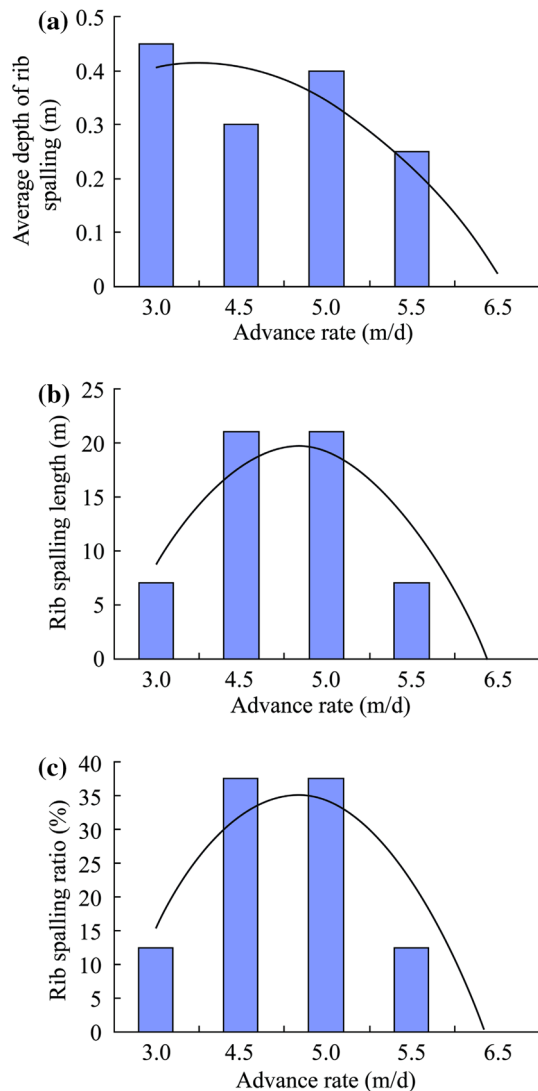 (a)
Average depth of rib
spalling (m)
0.5
0.4
0.3
0.2
0.1
0
3.0 4.5 5.0 5.5 6.5
Advance rate (m/d)
(b)
Rib spalling length (m)
25
20
15
10
5
0
3.0 4.5 5.0 5.5 6.5
Advance rate (m/d)
(c)
Rib spalling ratio (%)
40
35
30
25
20
15
10
5
0
3.0 4.5 5.0 5.5 6.5
Advance rate (m/d)